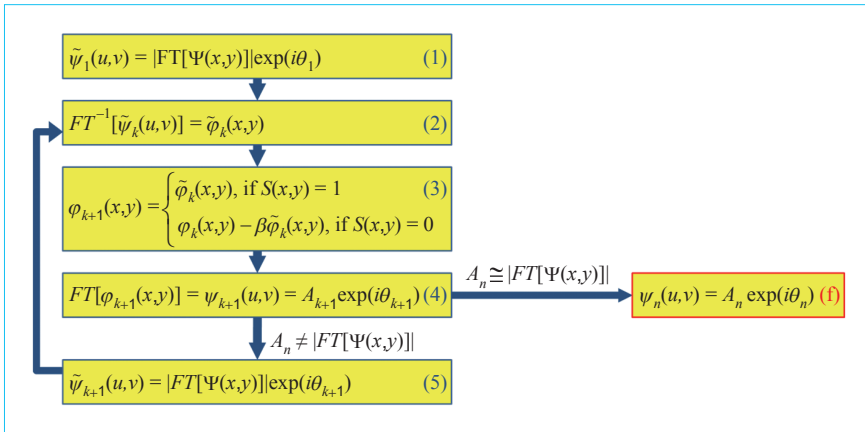 ψ̃₁(u,v) = |FT[Ψ(x,y)]|exp(iθ₁) (1)
FT⁻¹[ψ̃ₖ(u,v)] = φ̃ₖ(x,y) (2)
φₖ₊₁(x,y) = { φ̃ₖ(x,y), if S(x,y) = 1 (3)
φₖ(x,y) – βφ̃ₖ(x,y), if S(x,y) = 0
FT[φₖ₊₁(x,y)] = ψₖ₊₁(u,v) = Aₖ₊₁exp(iθₖ₊₁) (4)
Aₙ ≅ |FT[Ψ(x,y)]|
ψₙ(u,v) = Aₙ exp(iθₙ) (f)
Aₙ ≠ |FT[Ψ(x,y)]|
ψ̃ₖ₊₁(u,v) = |FT[Ψ(x,y)]|exp(iθₖ₊₁) (5)